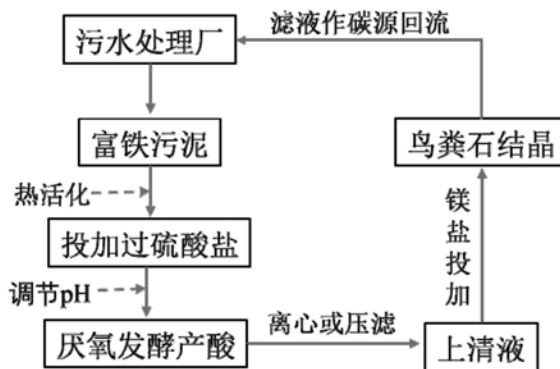 污水处理厂
滤液作碳源回流
富铁污泥
鸟粪石结晶
热活化
投加过硫酸盐
镁盐投加
调节pH
厌氧发酵产酸
离心或压滤
上清液